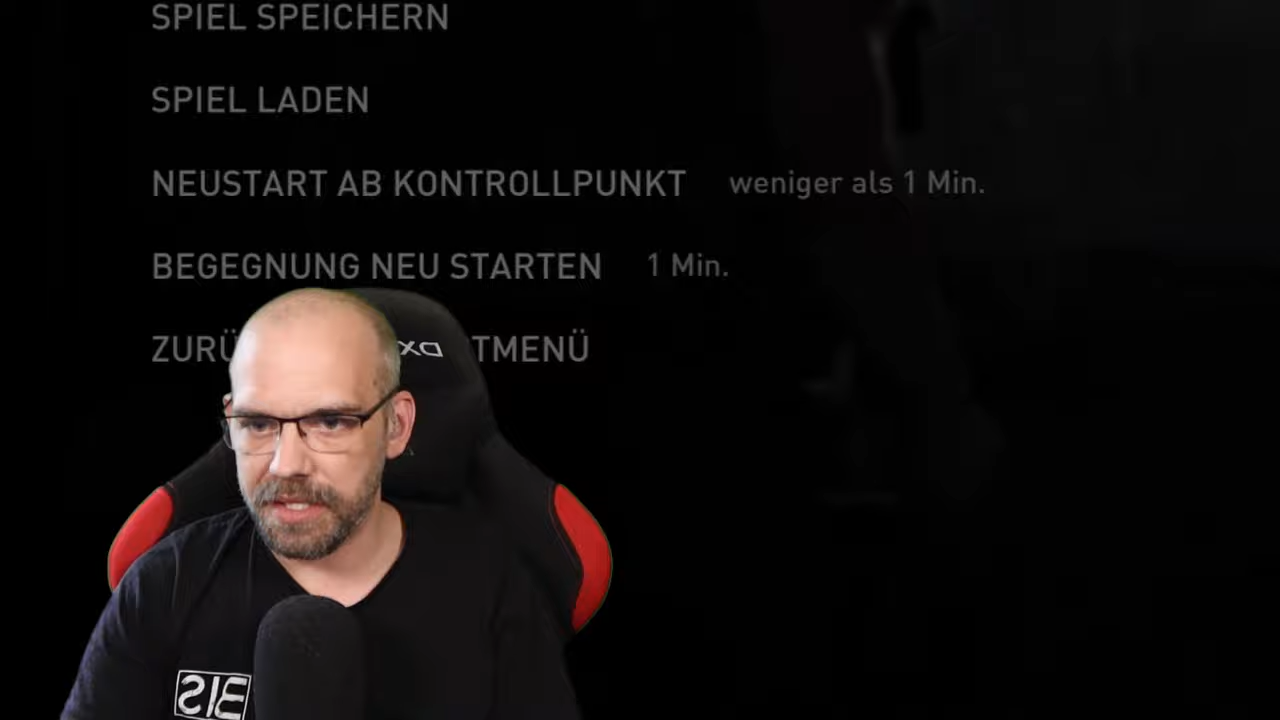 SPIEL SPEICHERN
SPIEL LADEN
NEUSTART AB KONTROLLPUNKT weniger als 1 Min.
BEGEGNUNG NEU STARTEN 1 Min.